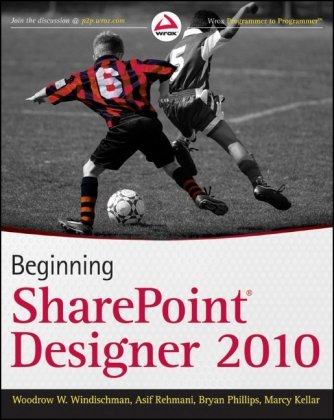 Join the discussion @ p2p.wrox.com
wrox
Wrox Programmer to Programmer™
6
5
Beginning
SharePoint®
Designer 2010
Woodrow W. Windischman, Asif Rehmani, Bryan Phillips, Marcy Kellar